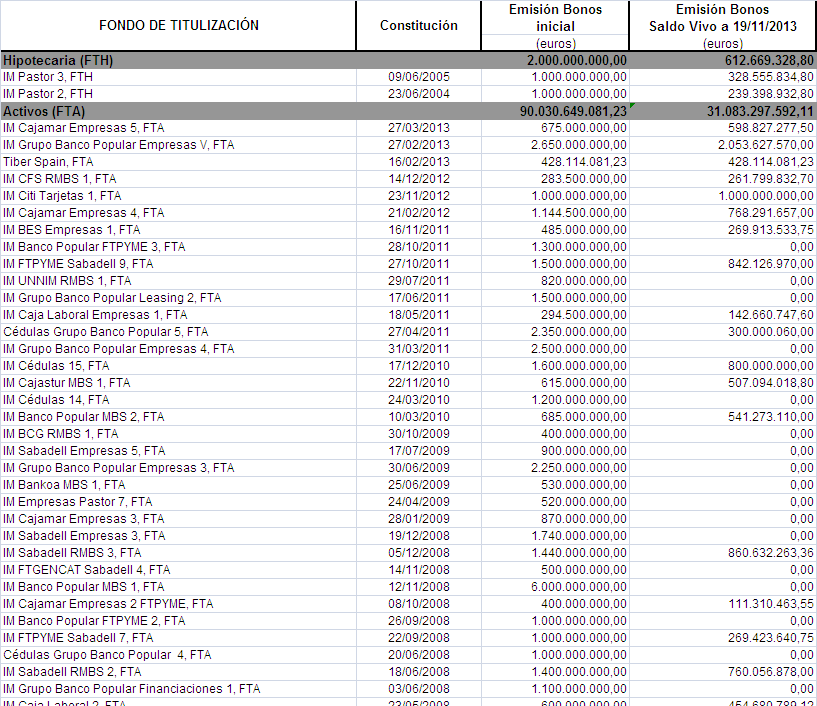 FONDO DE TITULIZACIÓN Constitución Emisión Bonos inicial (euros) Emisión Bonos Saldo Vivo a 19/11/2013 (euros)
Hipotecaria (FTH) 2.000.000.000,00 612.669.328,80
IM Pastor 3, FTH 09/06/2005 1.000.000.000,00 328.555.834,80
IM Pastor 2, FTH 23/06/2004 1.000.000.000,00 239.398.932,80
Activos (FTA) 90.030.649.081,23 31.083.297.592,11
IM Cajamar Empresas 5, FTA 27/03/2013 675.000.000,00 598.827.277,50
IM Grupo Banco Popular Empresas V, FTA 27/02/2013 2.650.000.000,00 2.053.627.570,00
Tiber Spain, FTA 16/02/2013 428.114.081,23 428.114.081,23
IM CFS RMBS 1, FTA 14/12/2012 283.500.000,00 261.799.832,70
IM Citi Tarjetas 1, FTA 23/11/2012 1.000.000.000,00 1.000.000.000,00
IM Cajamar Empresas 4, FTA 21/02/2012 1.144.500.000,00 768.291.657,00
IM BES Empresas 1, FTA 16/11/2011 485.000.000,00 269.913.533,75
IM Banco Popular FTPYME 3, FTA 28/10/2011 1.300.000.000,00 0,00
IM FTPYME Sabadell 9, FTA 27/10/2011 1.500.000.000,00 842.126.970,00
IM UNNIM RMBS 1, FTA 29/07/2011 820.000.000,00 0,00
IM Grupo Banco Popular Leasing 2, FTA 17/06/2011 1.500.000.000,00 0,00
IM Caja Laboral Empresas 1, FTA 18/05/2011 294.500.000,00 142.660.747,60
Cédulas Grupo Banco Popular 5, FTA 27/04/2011 2.350.000.000,00 300.000.060,00
IM Grupo Banco Popular Empresas 4, FTA 31/03/2011 2.500.000.000,00 0,00
IM Cédulas 15, FTA 17/12/2010 1.600.000.000,00 800.000.000,00
IM Cajastur MBS 1, FTA 22/11/2010 615.000.000,00 507.094.018,80
IM Cédulas 14, FTA 24/03/2010 1.200.000.000,00 0,00
IM Banco Popular MBS 2, FTA 10/03/2010 685.000.000,00 541.273.110,00
IM BCG RMBS 1, FTA 30/10/2009 400.000.000,00 0,00
IM Sabadell Empresas 5, FTA 17/07/2009 900.000.000,00 0,00
IM Grupo Banco Popular Empresas 3, FTA 30/06/2009 2.250.000.000,00 0,00
IM Bankoa MBS 1, FTA 25/06/2009 530.000.000,00 0,00
IM Empresas Pastor 7, FTA 24/04/2009 520.000.000,00 0,00
IM Cajamar Empresas 3, FTA 28/01/2009 870.000.000,00 0,00
IM Sabadell Empresas 3, FTA 19/12/2008 1.740.000.000,00 0,00
IM Sabadell RMBS 3, FTA 05/12/2008 1.440.000.000,00 860.632.263,36
IM FTGENCAT Sabadell 4, FTA 14/11/2008 500.000.000,00 0,00
IM Banco Popular MBS 1, FTA 12/11/2008 6.000.000.000,00 0,00
IM Cajamar Empresas 2 FTPYME, FTA 08/10/2008 400.000.000,00 111.310.463,55
IM Banco Popular FTPYME 2, FTA 26/09/2008 1.000.000.000,00 0,00
IM FTPYME Sabadell 7, FTA 22/09/2008 1.000.000.000,00 269.423.640,75
Cédulas Grupo Banco Popular 4, FTA 20/06/2008 1.000.000.000,00 0,00
IM Sabadell RMBS 2, FTA 18/06/2008 1.400.000.000,00 760.056.878,00
IM Grupo Banco Popular Financiaciones 1, FTA 03/06/2008 1.100.000.000,00 0,00
IM Caja Laboral 2, FTA 23/05/2008 600.000.000,00 454.680.789,12